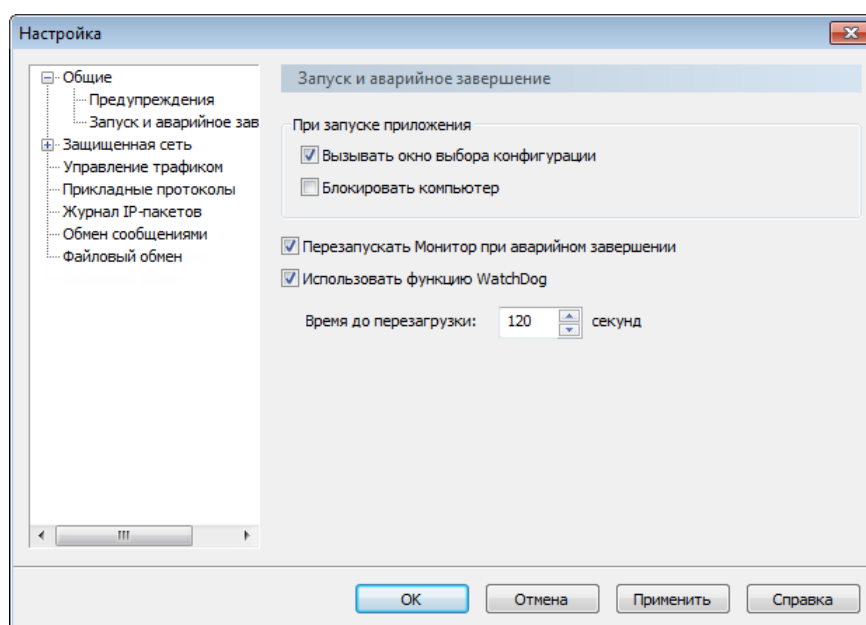 Настройка
Общие
Предупреждения
Запуск и аварийное зав
Защищенная сеть
Управление трафиком
Прикладные протоколы
Журнал IP-пакетов
Обмен сообщениями
Файловый обмен
Запуск и аварийное завершение
При запуске приложения
Вызывать окно выбора конфигурации
Блокировать компьютер
Перезапускать Монитор при аварийном завершении
Использовать функцию WatchDog
Время до перезагрузки: 120 секунд
OK Отмена Применить Справка